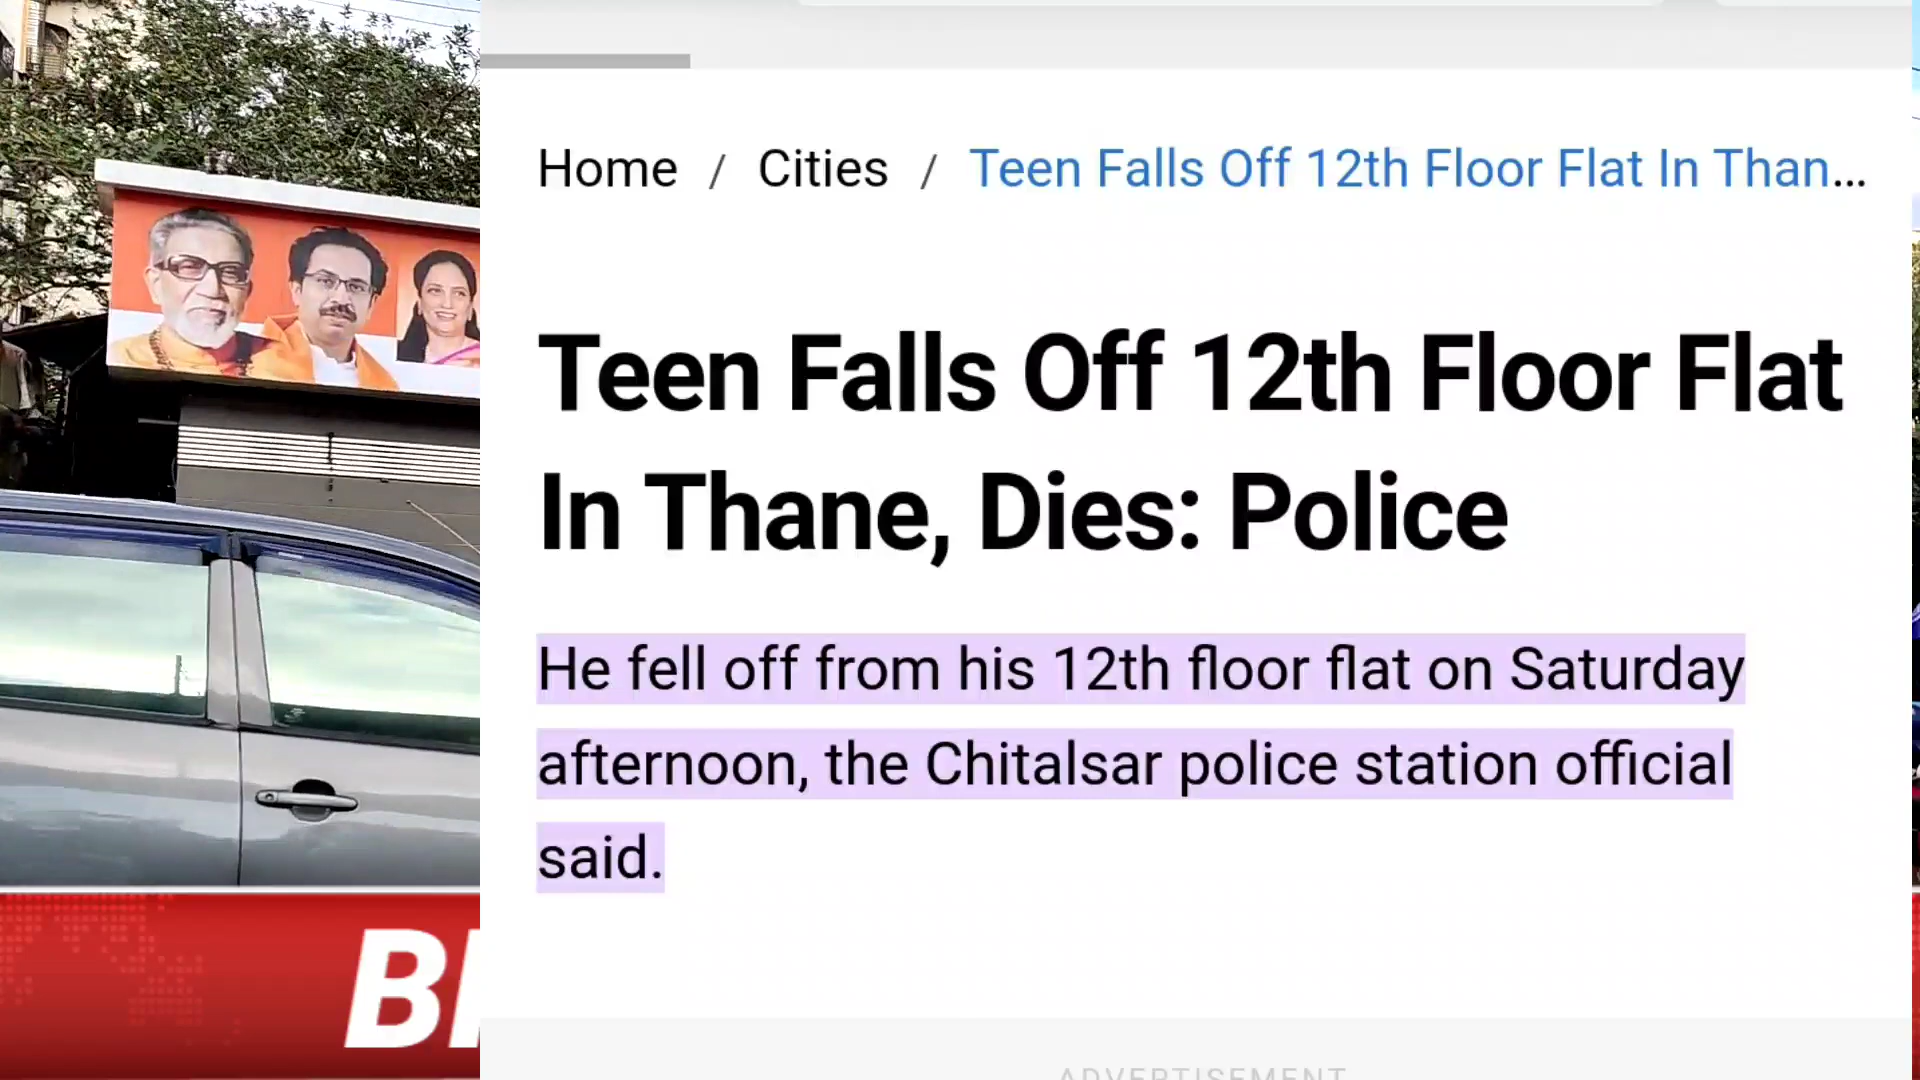 Home / Cities / Teen Falls Off 12th Floor Flat In Than...
Teen Falls Off 12th Floor Flat
In Thane, Dies: Police
He fell off from his 12th floor flat on Saturday
afternoon, the Chitalsar police station official
said.
ADVERTISEMENT